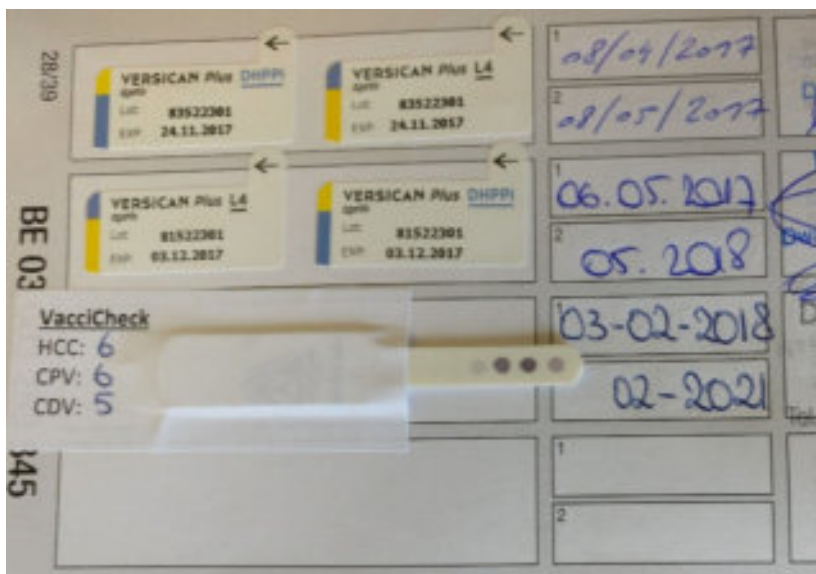 28/39
VERSICAN Plus DHPPi
Lot: 83522301
EXP: 24.11.2017
VERSICAN Plus L4
Lot: 83522301
EXP: 24.11.2017
1
08/04/2017
2
08/05/2017
VERSICAN Plus L4
Lot: 81522301
EXP: 03.12.2017
VERSICAN Plus DHPPi
Lot: 81522301
EXP: 03.12.2017
1
06.05.2017
2
05.2018
BE 03
VacciCheck
HCC: 6
CPV: 6
CDV: 5
1
03-02-2018
02-2021
345
1
2